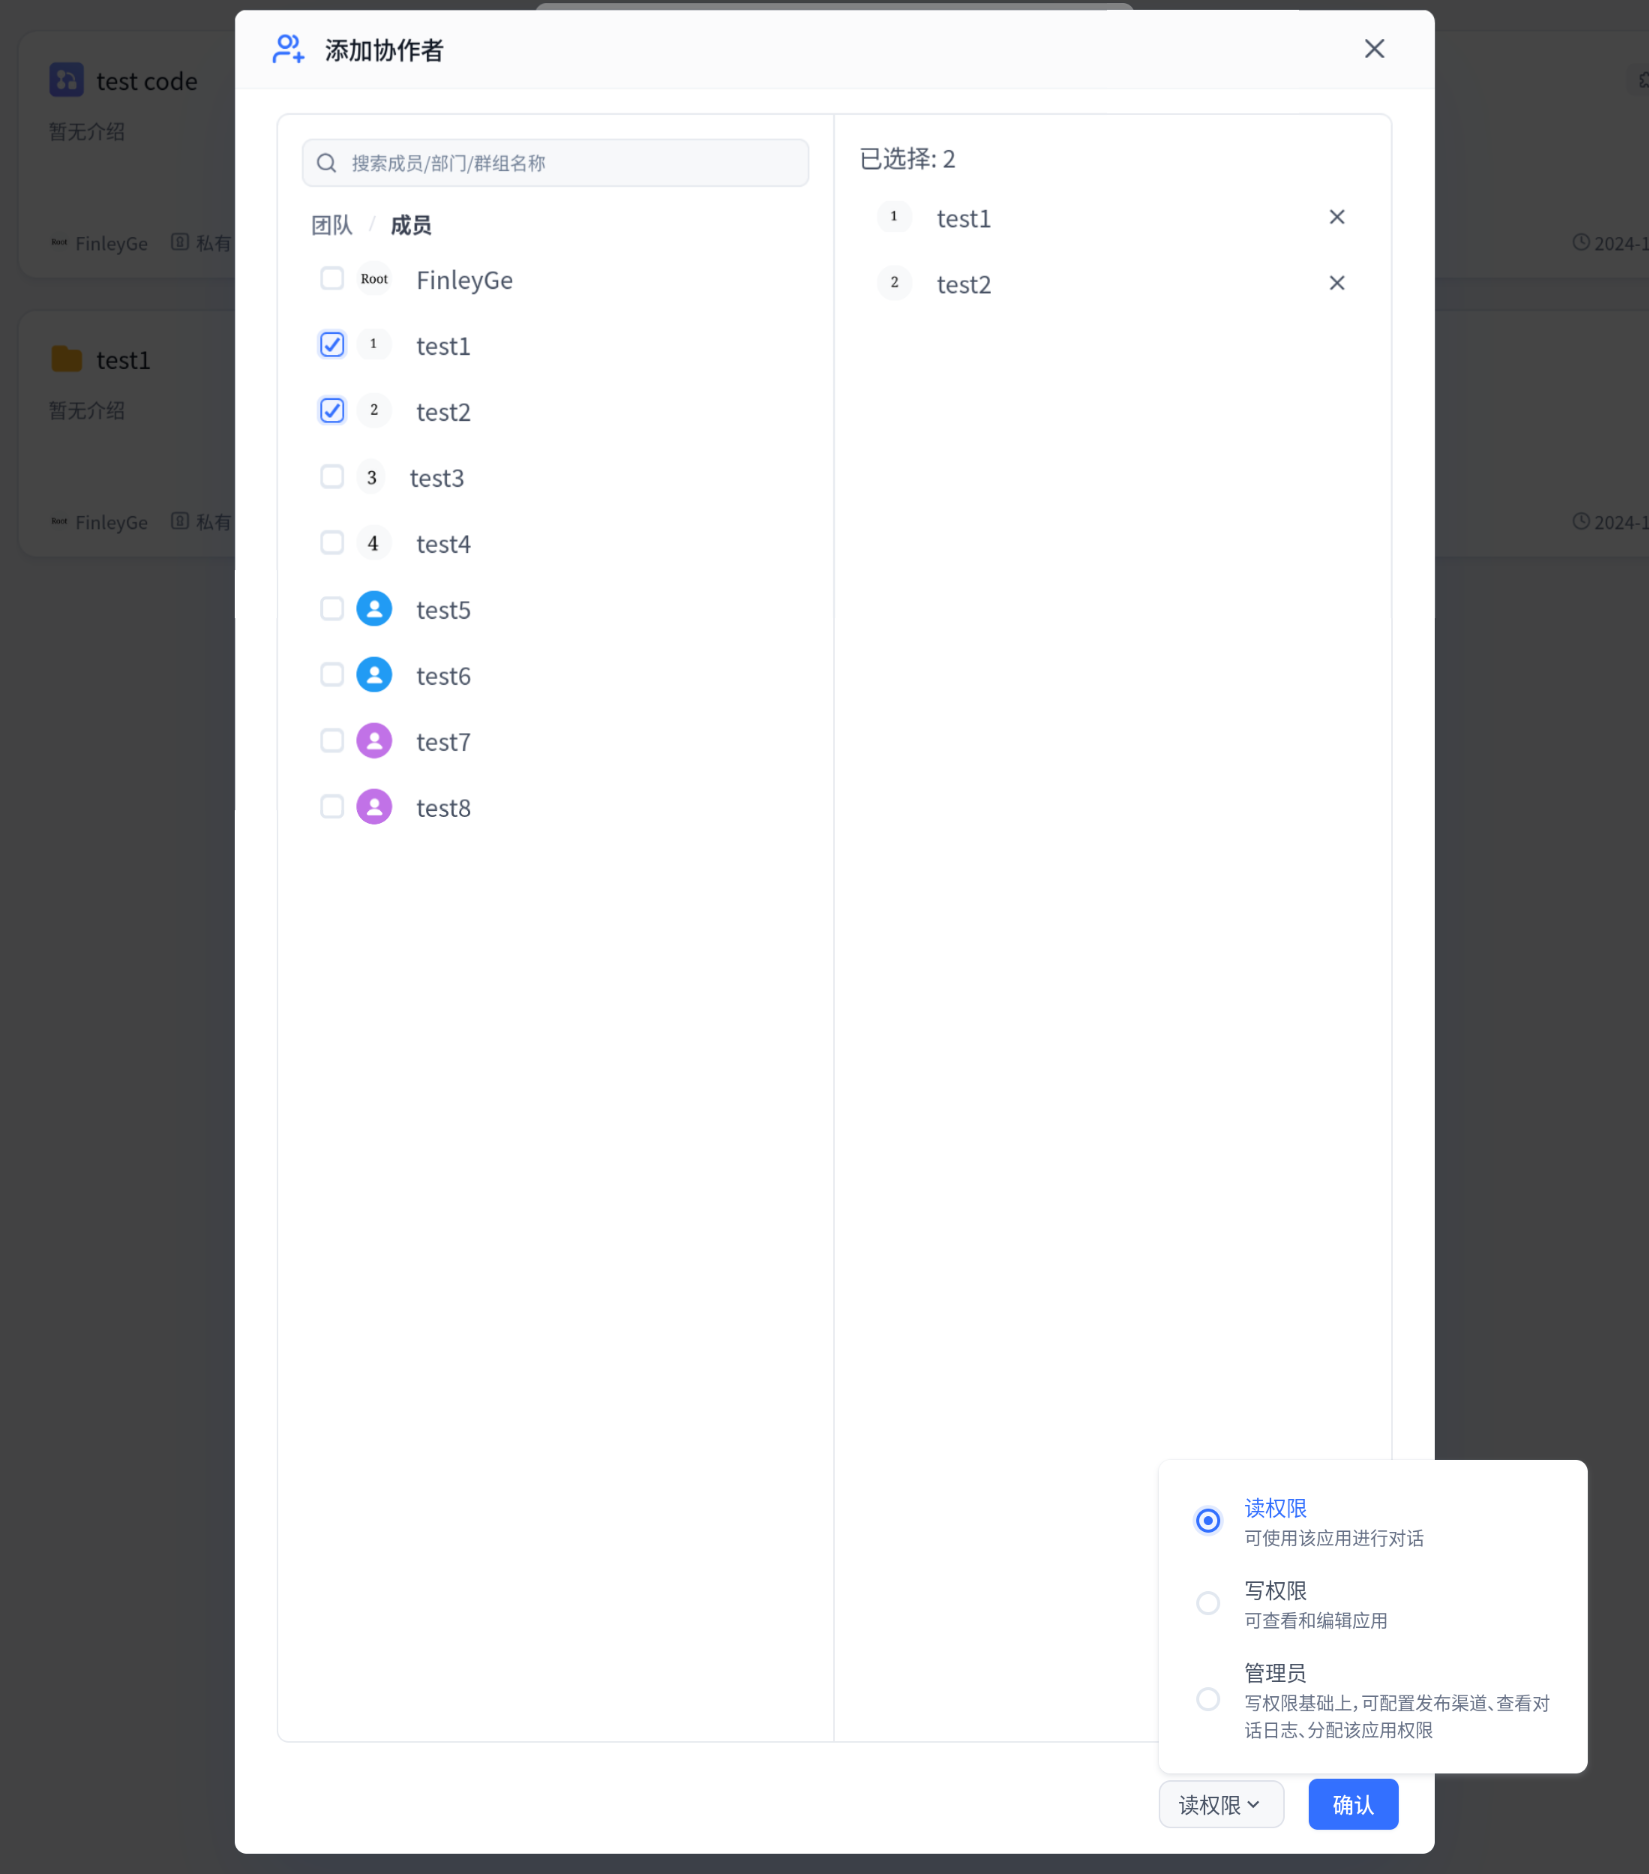 添加协作者
test code
暂无介绍
Root FinleyGe 私有
2024-1
test1
暂无介绍
Root FinleyGe 私有
2024-1
搜索成员/部门/群组名称
团队 / 成员
Root FinleyGe
1 test1
2 test2
3 test3
4 test4
test5
test6
test7
test8
已选择: 2
1 test1
2 test2
读权限
可使用该应用进行对话
写权限
可查看和编辑应用
管理员
写权限基础上，可配置发布渠道、查看对
话日志、分配该应用权限
读权限
确认